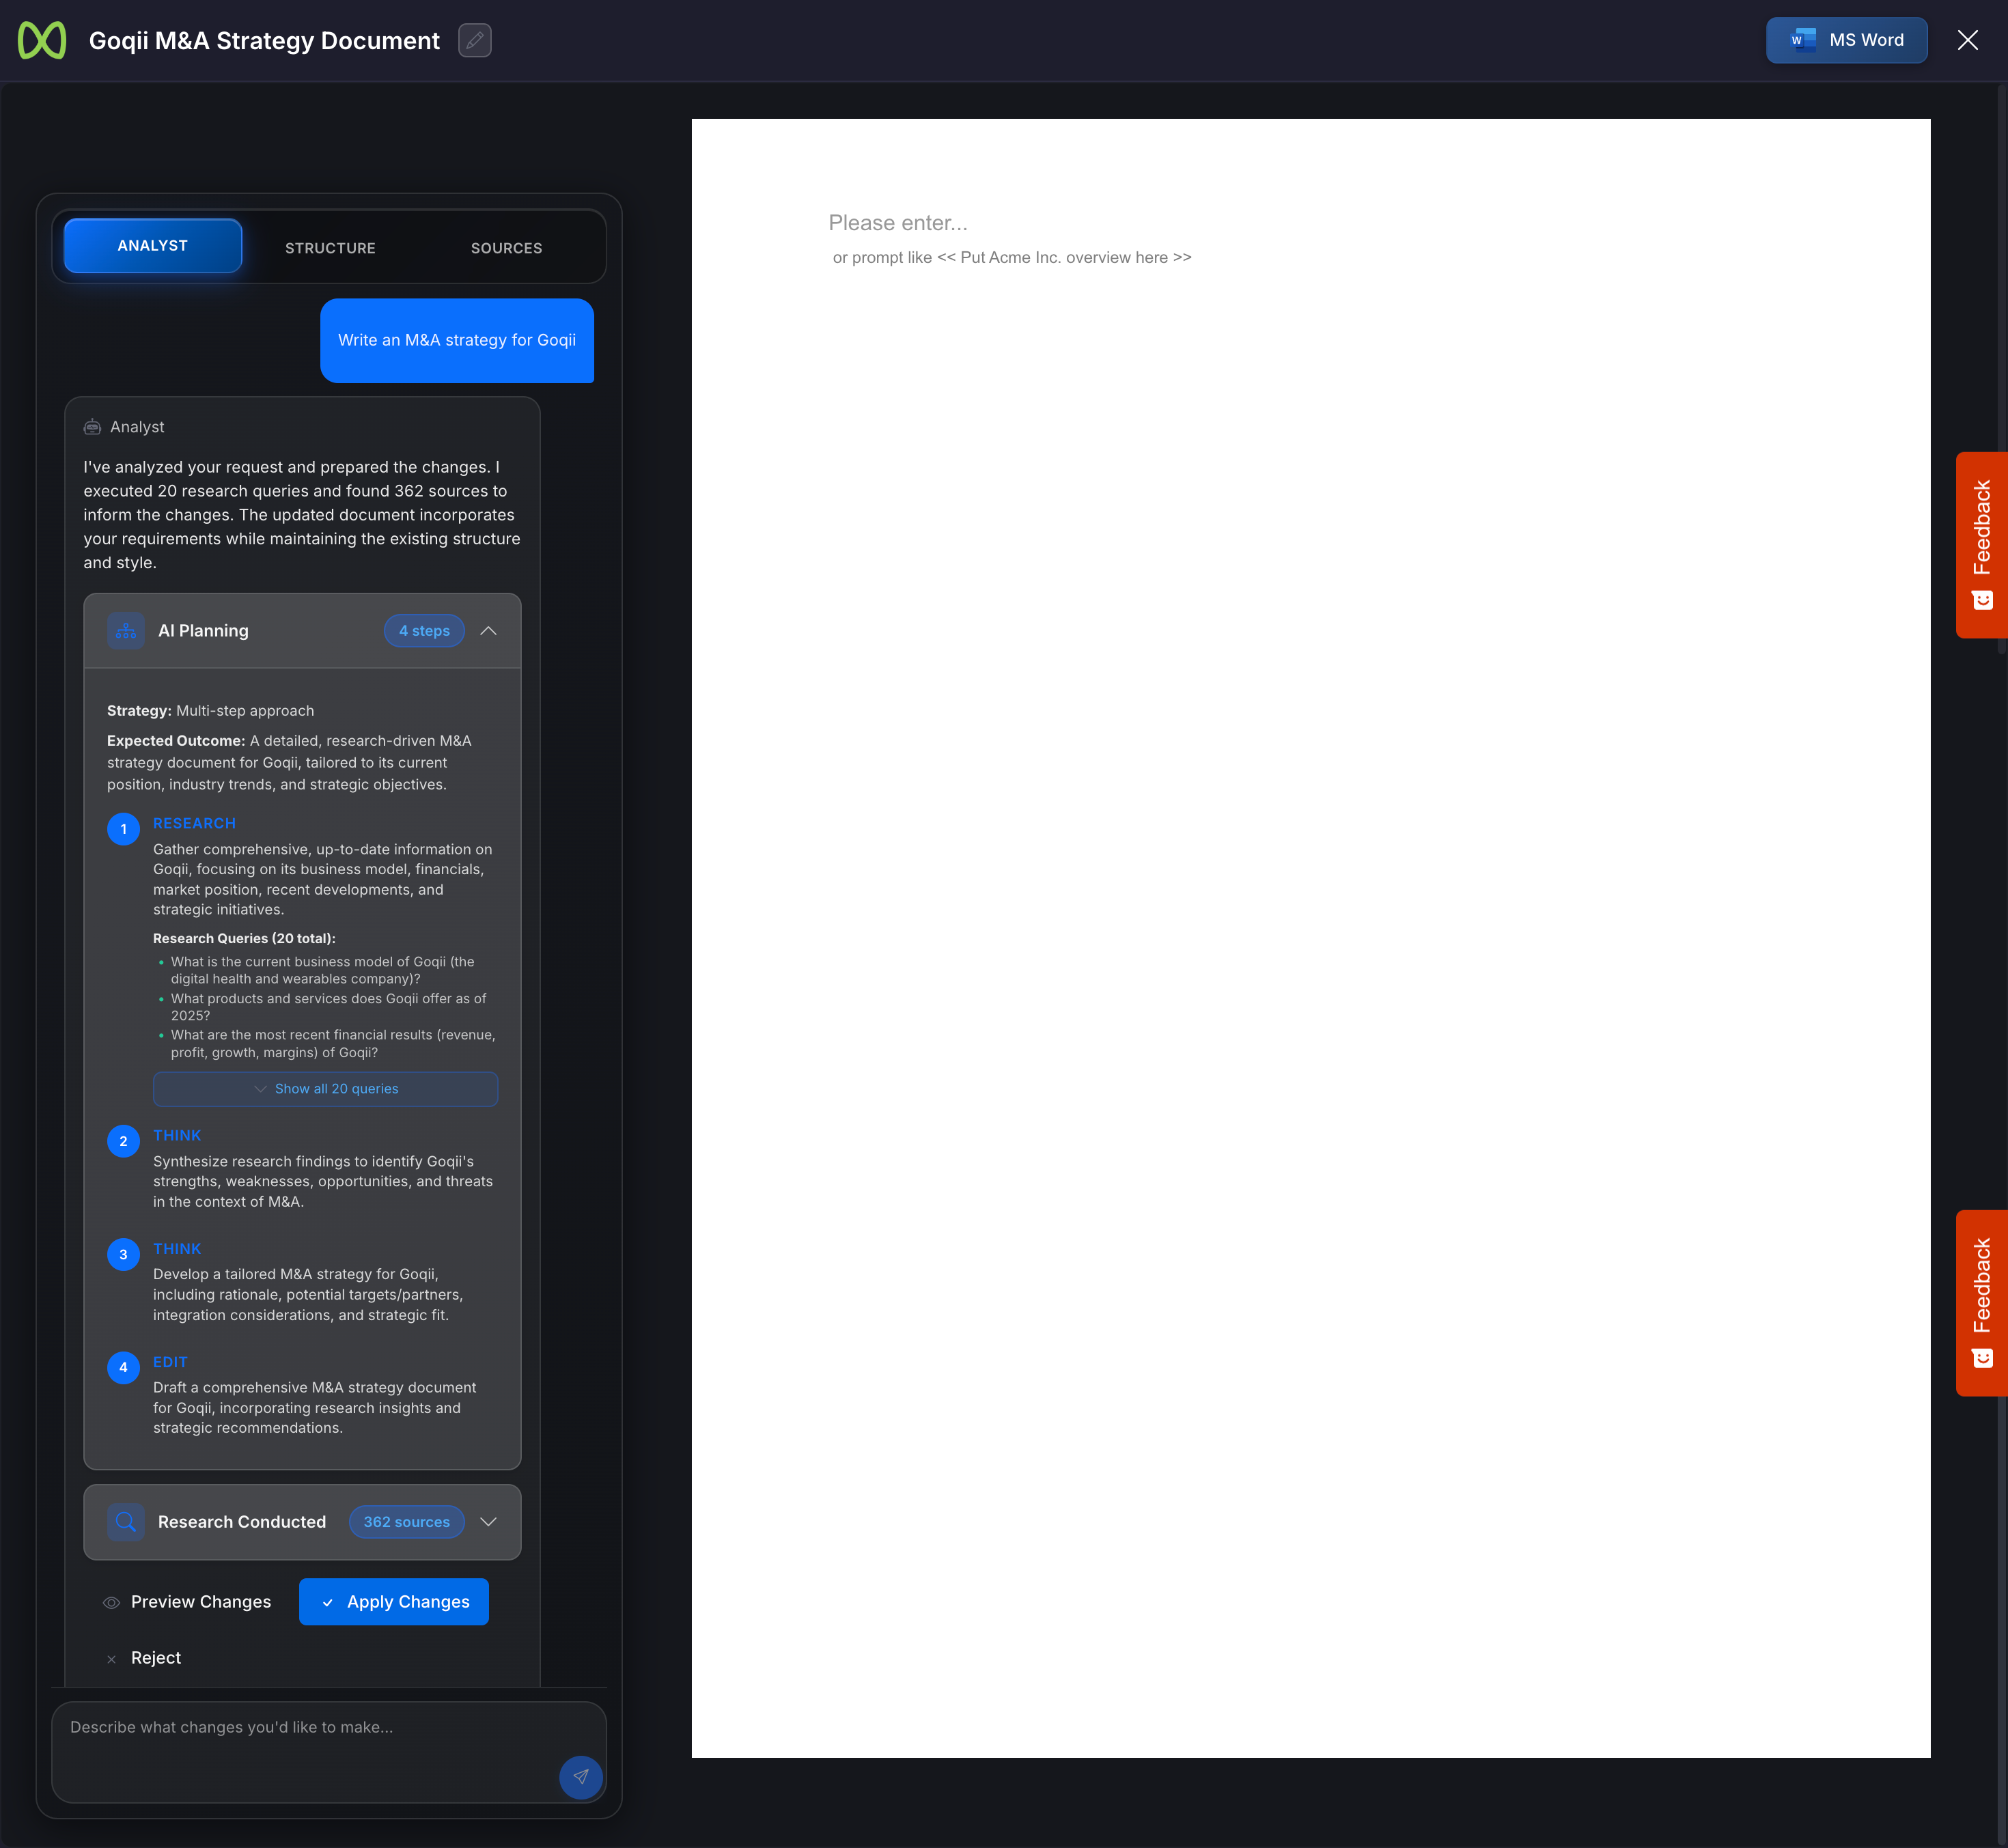 Goqii M&A Strategy Document
W
MS Word
ANALYST
STRUCTURE
SOURCES
Write an M&A strategy for Goqii
Analyst
I've analyzed your request and prepared the changes. I
executed 20 research queries and found 362 sources to
inform the changes. The updated document incorporates
your requirements while maintaining the existing structure
and style.
AI Planning
4 steps
Strategy: Multi-step approach
Expected Outcome: A detailed, research-driven M&A
strategy document for Goqii, tailored to its current
position, industry trends, and strategic objectives.
1
RESEARCH
Gather comprehensive, up-to-date information on
Goqii, focusing on its business model, financials,
market position, recent developments, and
strategic initiatives.
Research Queries (20 total):
• What is the current business model of Goqii (the
digital health and wearables company)?
• What products and services does Goqii offer as of
2025?
• What are the most recent financial results (revenue,
profit, growth, margins) of Goqii?
Show all 20 queries
2
THINK
Synthesize research findings to identify Goqii's
strengths, weaknesses, opportunities, and threats
in the context of M&A.
3
THINK
Develop a tailored M&A strategy for Goqii,
including rationale, potential targets/partners,
integration considerations, and strategic fit.
4
EDIT
Draft a comprehensive M&A strategy document
for Goqii, incorporating research insights and
strategic recommendations.
Research Conducted
362 sources
Preview Changes
Apply Changes
Reject
Describe what changes you'd like to make...
Please enter...
or prompt like << Put Acme Inc. overview here >>
Feedback
Feedback